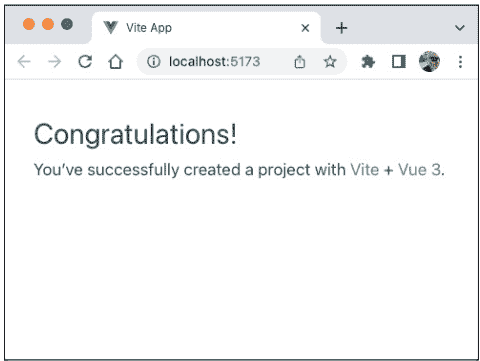 Vite App
localhost:5173
Congratulations!
You've successfully created a project with Vite + Vue 3.